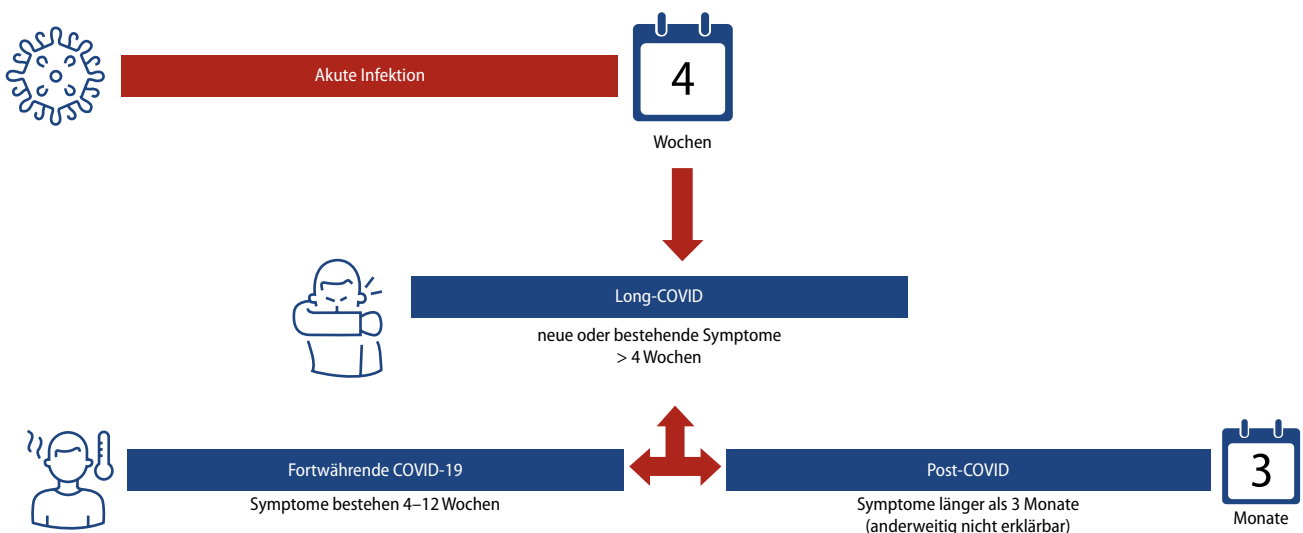 Akute Infektion
4
Wochen
Long-COVID
neue oder bestehende Symptome
> 4 Wochen
Fortwährende COVID-19
Symptome bestehen 4–12 Wochen
Post-COVID
Symptome länger als 3 Monate
(anderweitig nicht erklärbar)
3
Monate